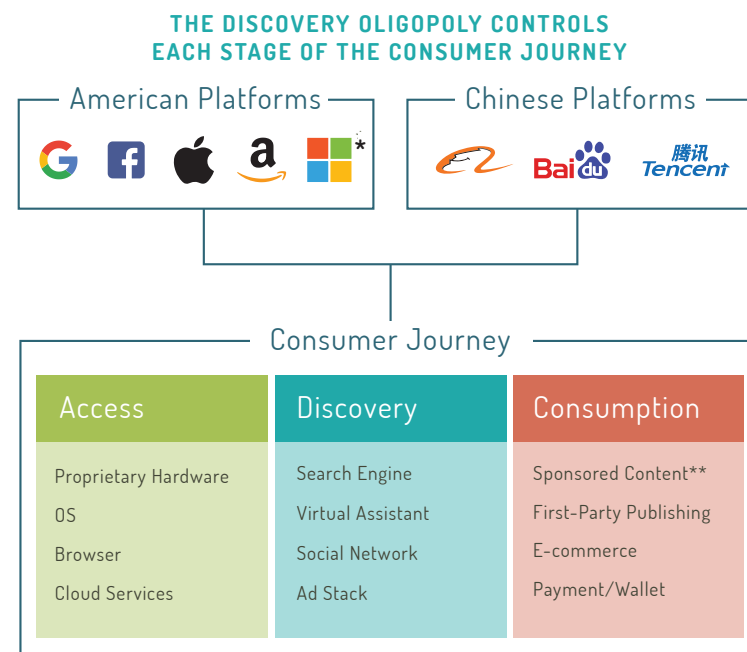 THE DISCOVERY OLIGOPOLY CONTROLS
EACH STAGE OF THE CONSUMER JOURNEY
American Platforms
Chinese Platforms
G f a *
Bai du
腾讯
Tencent
Consumer Journey
Access
Proprietary Hardware
OS
Browser
Cloud Services
Discovery
Search Engine
Virtual Assistant
Social Network
Ad Stack
Consumption
Sponsored Content**
First-Party Publishing
E-commerce
Payment/Wallet